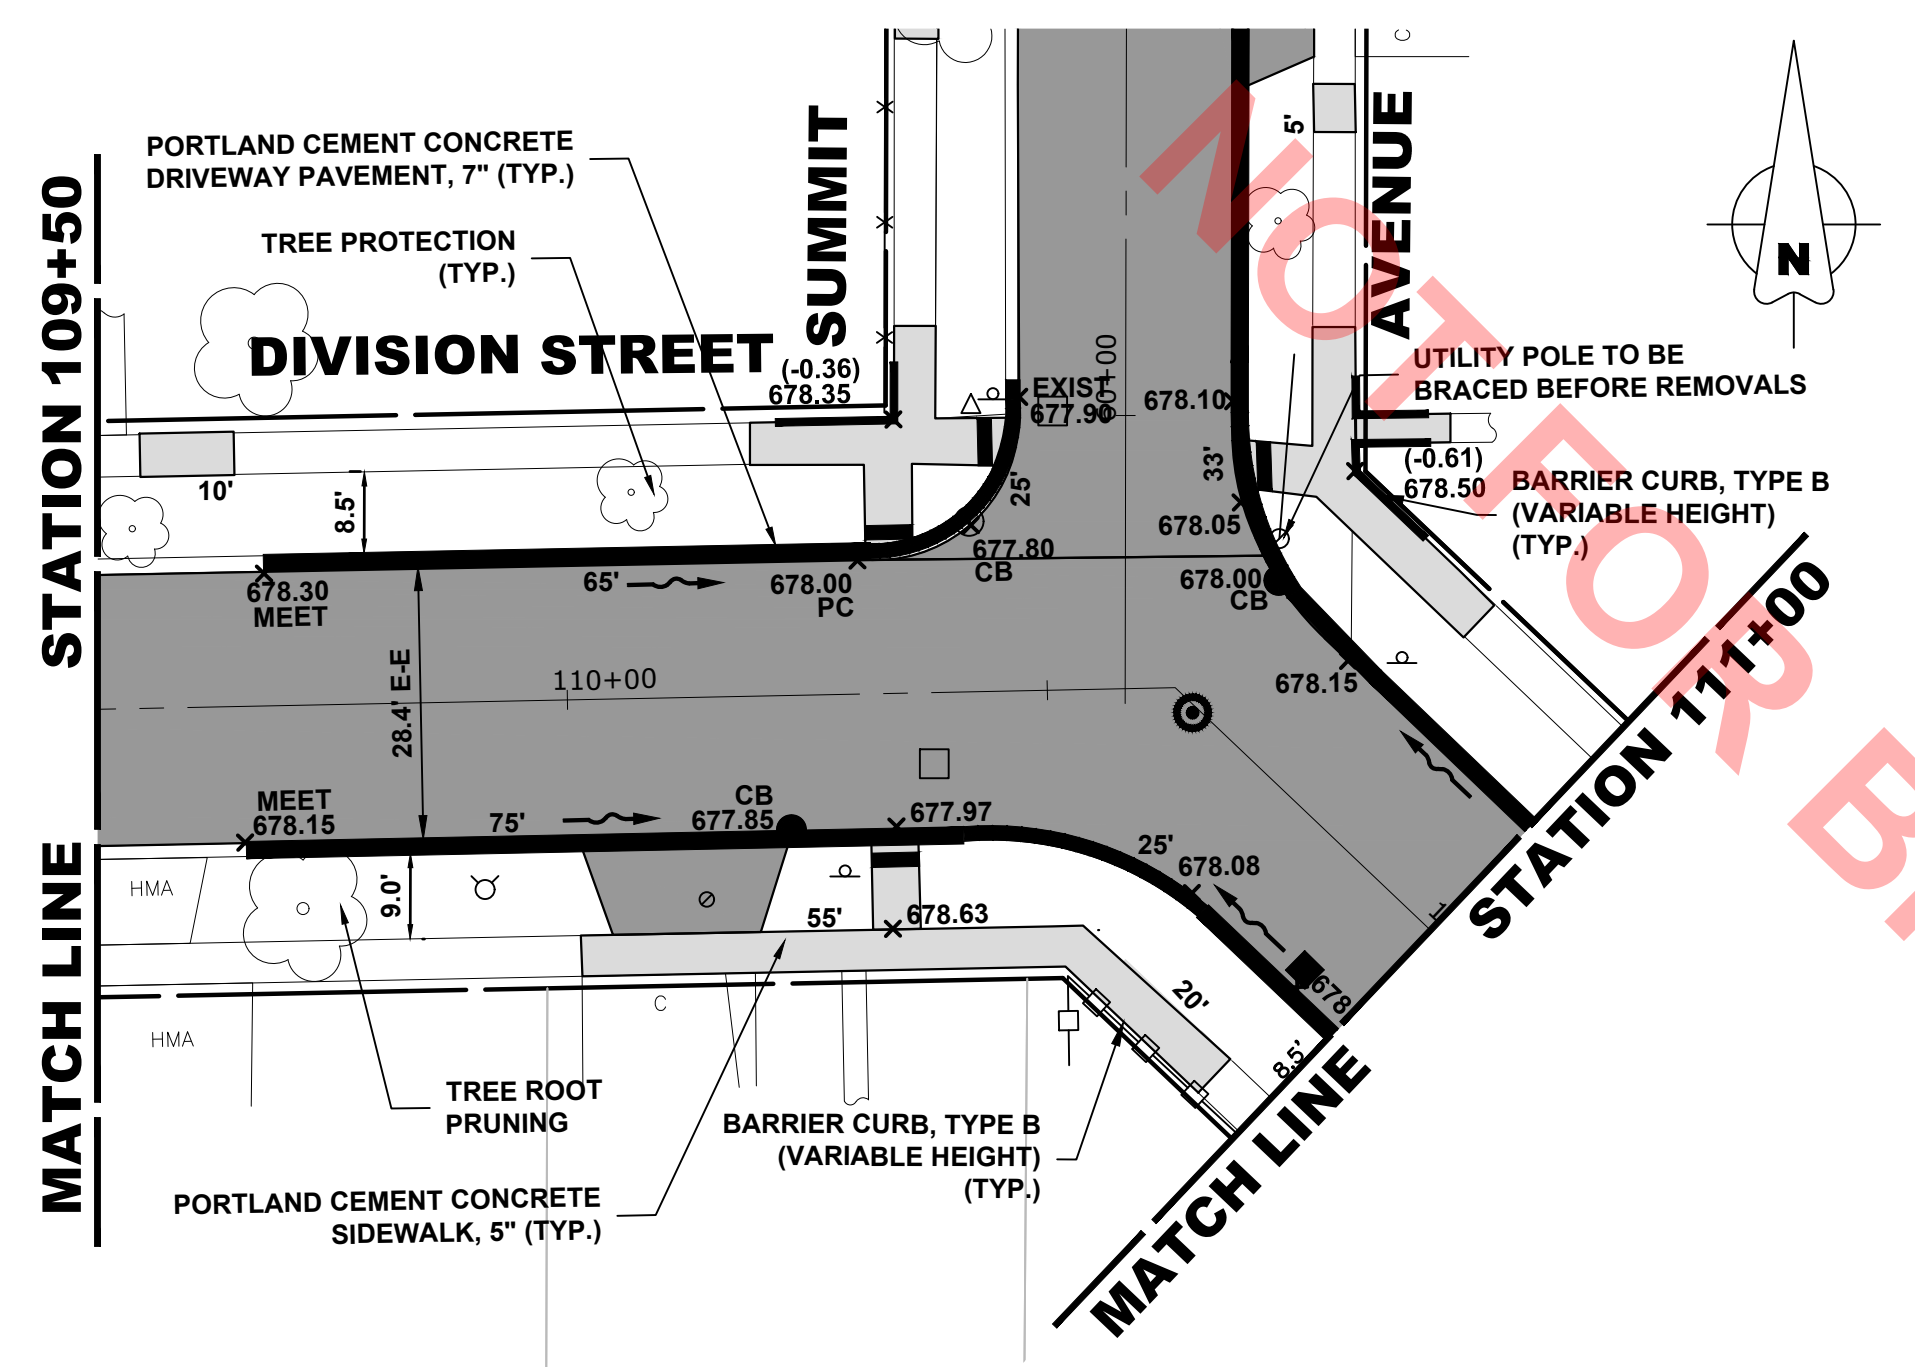 PORTLAND CEMENT CONCRETE
DRIVEWAY PAVEMENT, 7" (TYP.)
TREE PROTECTION
(TYP.)
DIVISION STREET
SUMMIT
AVENUE
5'
C
N
NOT FOR
STATION 109+50
MATCH LINE
(-0.36)
678.35
EXIST
677.90
60+00
678.10
UTILITY POLE TO BE
BRACED BEFORE REMOVALS
(-0.61)
678.50
BARRIER CURB, TYPE B
(VARIABLE HEIGHT)
(TYP.)
10'
8.5'
25'
33'
678.05
677.80
CB
678.00
CB
678.30
MEET
65'
678.00
PC
28.4' E-E
110+00
678.15
STATION 111+00
MATCH LINE
MEET
678.15
75'
CB
677.85
677.97
25'
678.08
HMA
9.0'
55'
678.63
678
20'
8.5'
C
HMA
TREE ROOT
PRUNING
BARRIER CURB, TYPE B
(VARIABLE HEIGHT)
(TYP.)
PORTLAND CEMENT CONCRETE
SIDEWALK, 5" (TYP.)